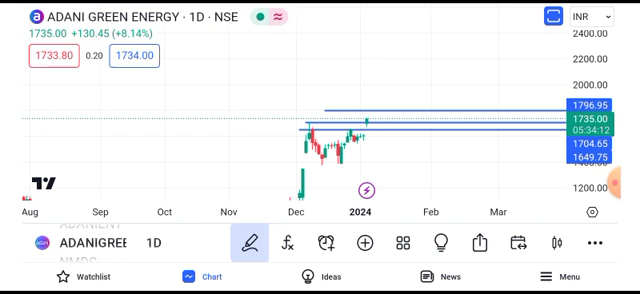 ADANI GREEN ENERGY · 1D · NSE
INR
1735.00 +130.45 (+8.14%)
1733.80 0.20 1734.00
2400.00
2200.00
2000.00
1796.95
1735.00
05:34:12
1704.65
1649.75
1200.00
Aug Sep Oct Nov Dec 2024 Feb Mar
ADANIENT
ADANIGREE 1D
NMDC
Watchlist Chart Ideas News Menu